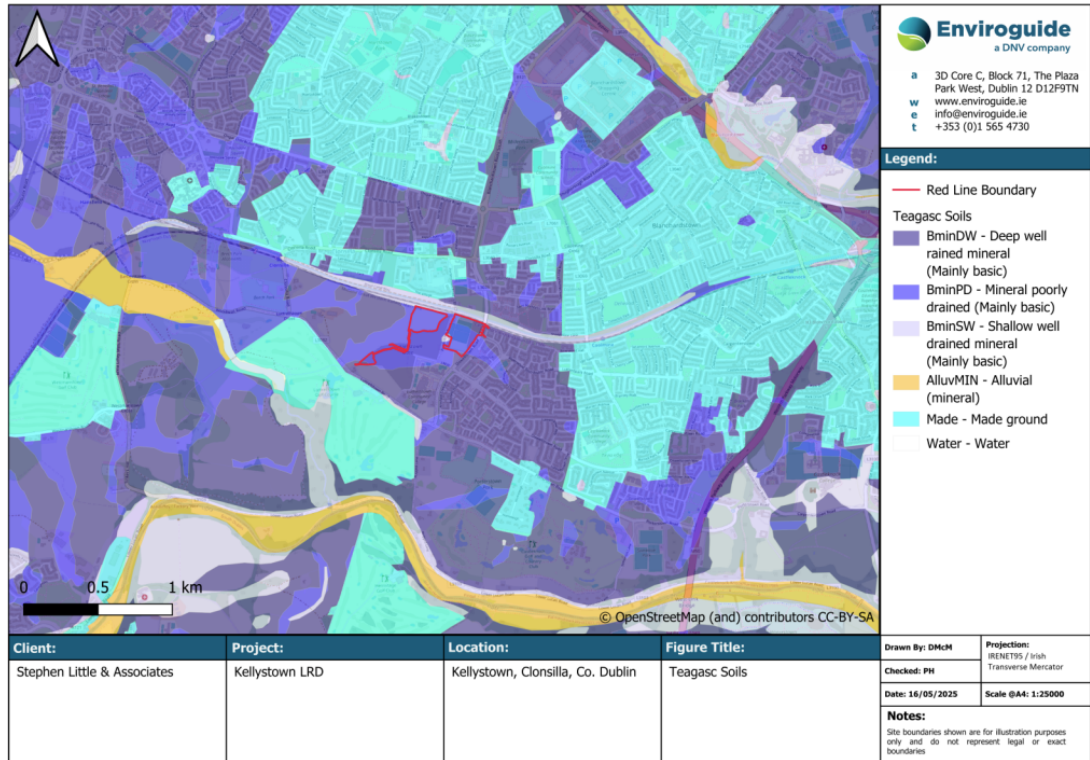 Enviroguide
a DNV company
a 3D Core C, Block 71, The Plaza
Park West, Dublin 12 D12F9TN
w www.enviroguide.ie
e info@enviroguide.ie
t +353 (0)1 565 4730
Legend:
Red Line Boundary
Teagasc Soils
BminDW - Deep well
rained mineral
(Mainly basic)
BminPD - Mineral poorly
drained (Mainly basic)
BminSW - Shallow well
drained mineral
(Mainly basic)
AlluvMIN - Alluvial
(mineral)
Made - Made ground
Water - Water
0 0.5 1 km
© OpenStreetMap (and) contributors CC-BY-SA
Client:
Stephen Little & Associates
Project:
Kellystown LRD
Location:
Kellystown, Clonsilla, Co. Dublin
Figure Title:
Teagasc Soils
Drawn By: DMcM
Checked: PH
Date: 16/05/2025
Projection:
IRENET95 / Irish
Transverse Mercator
Scale @A4: 1:25000
Notes:
Site boundaries shown are for illustration purposes
only and do not represent legal or exact
boundaries